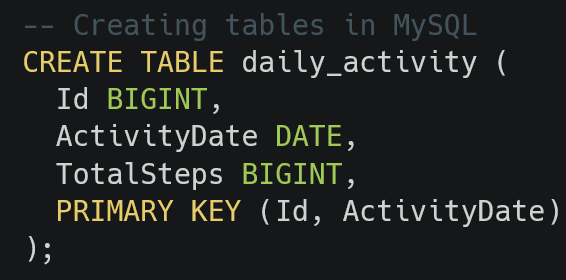 -- Creating tables in MySQL
CREATE TABLE daily_activity (
  Id BIGINT,
  ActivityDate DATE,
  TotalSteps BIGINT,
  PRIMARY KEY (Id, ActivityDate)
);